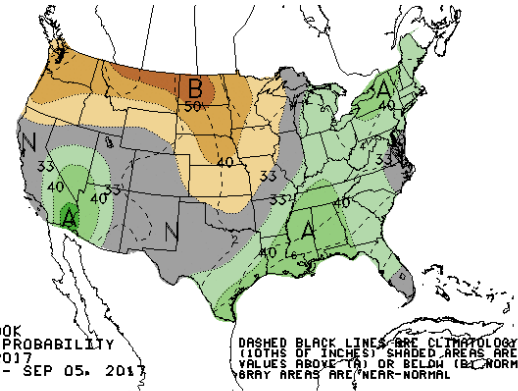 B
50
A
40
N
33
40
33
33
40
33
40
33
40
A
N
2
40
A
OOK
PROBABILITY
2017
- SEP 05, 2017
DASHED BLACK LINES ARE CLIMATOLOGY
(10THS OF INCHES) SHADED AREAS ARE
VALUES ABOVE (A) OR BELOW (B) NORM
GRAY AREAS ARE NEAR-NORMAL